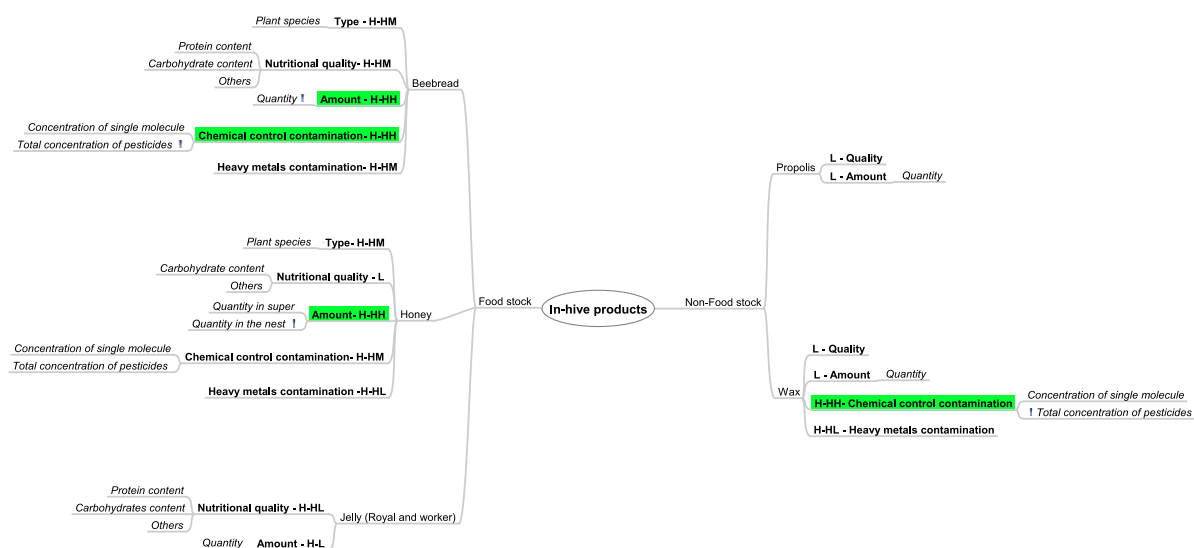 Plant species Type - H-HM
Protein content
Carbohydrate content Nutritional quality- H-HM
Others
Beebread
Quantity ! Amount - H-HH
Concentration of single molecule
Chemical control contamination- H-HH
Total concentration of pesticides !
Heavy metals contamination- H-HM
Plant species Type- H-HM
Carbohydrate content
Nutritional quality - L
Others
Quantity in super
Amount- H-HH
Quantity in the nest !
Honey
Concentration of single molecule
Chemical control contamination- H-HM
Total concentration of pesticides
Heavy metals contamination -H-HL
Protein content
Carbohydrates content Nutritional quality - H-HL
Others
Jelly (Royal and worker)
Quantity Amount - H-L
Food stock
In-hive products
Non-Food stock
Propolis
L - Quality
L - Amount Quantity
Wax
L - Quality
L - Amount Quantity
H-HH- Chemical control contamination
Concentration of single molecule
! Total concentration of pesticides
H-HL - Heavy metals contamination